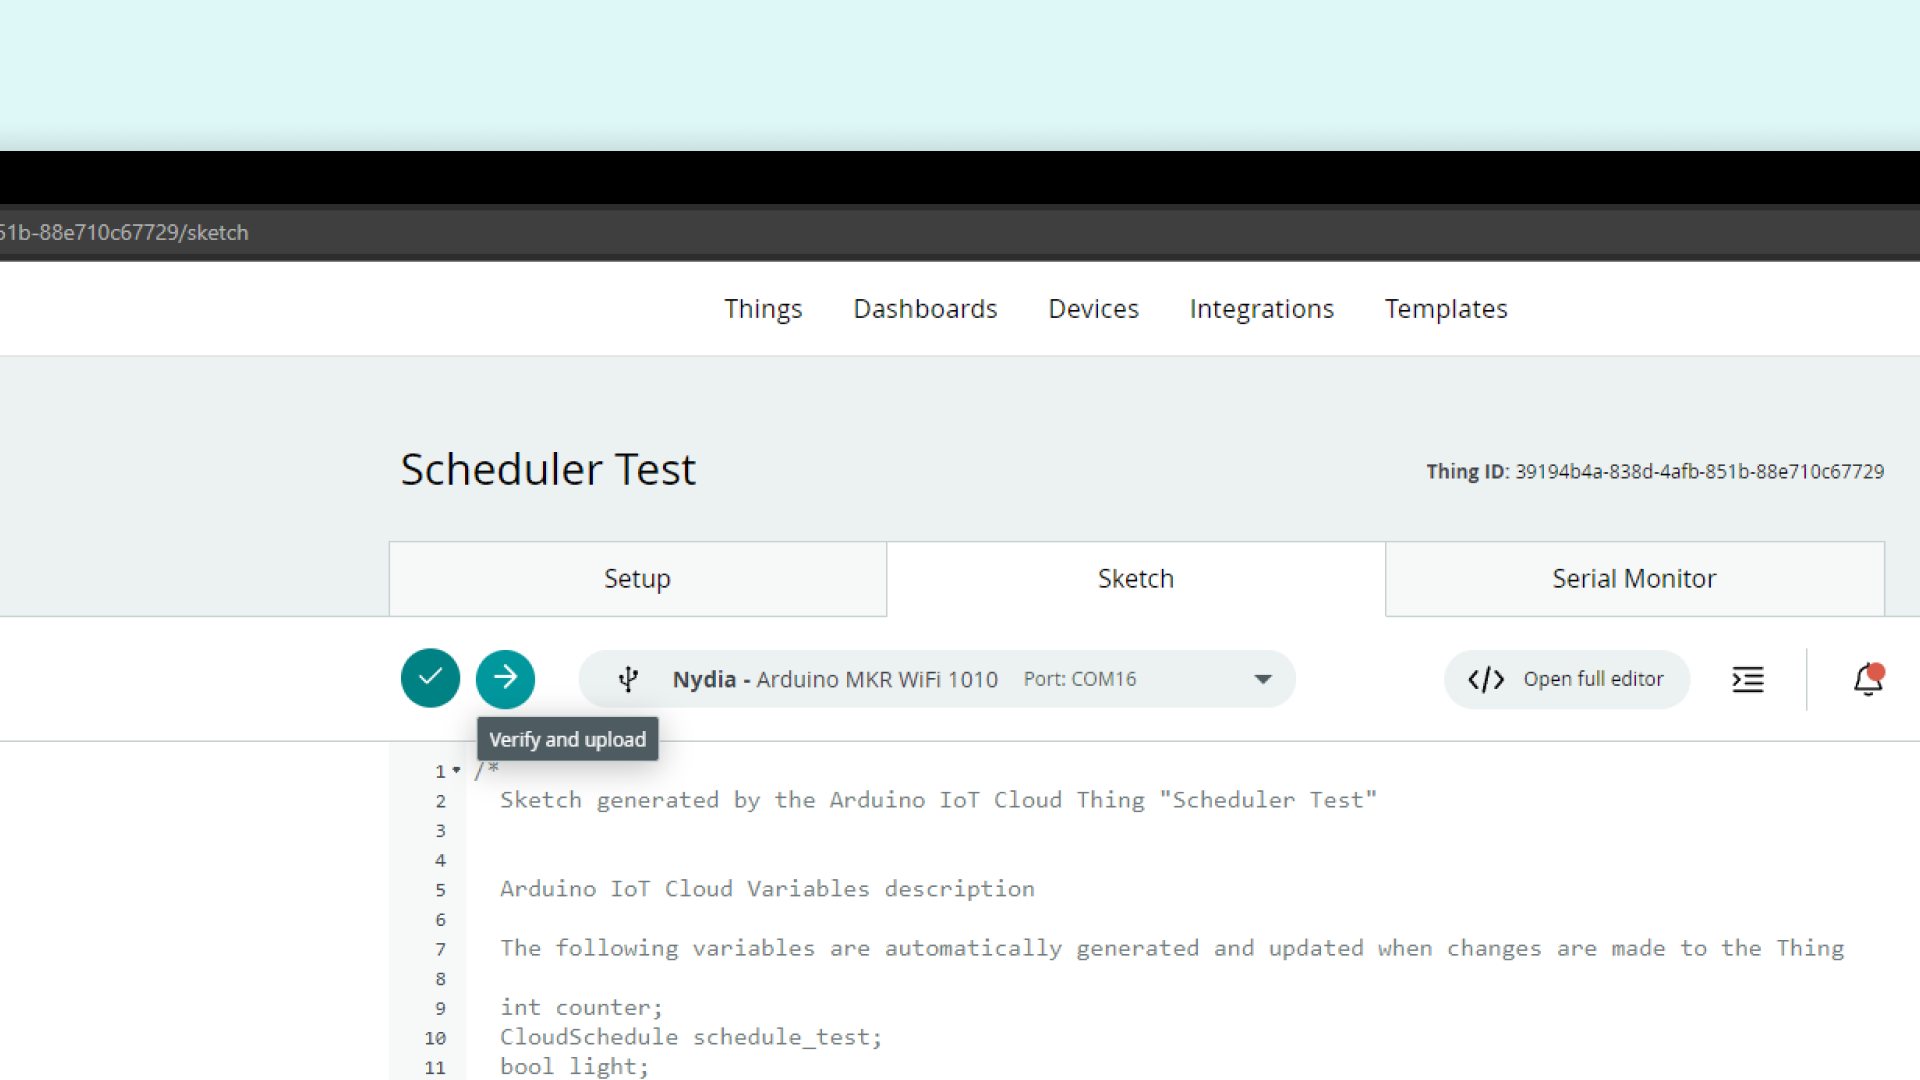 51b-88e710c67729/sketch
Things Dashboards Devices Integrations Templates
Scheduler Test
Thing ID: 39194b4a-838d-4afb-851b-88e710c67729
Setup Sketch Serial Monitor
Nydia - Arduino MKR WiFi 1010 Port: COM16
</> Open full editor
Verify and upload
1 /*
2 Sketch generated by the Arduino IoT Cloud Thing "Scheduler Test"
3
4
5 Arduino IoT Cloud Variables description
6
7 The following variables are automatically generated and updated when changes are made to the Thing
8
9 int counter;
10 CloudSchedule schedule_test;
11 bool light;